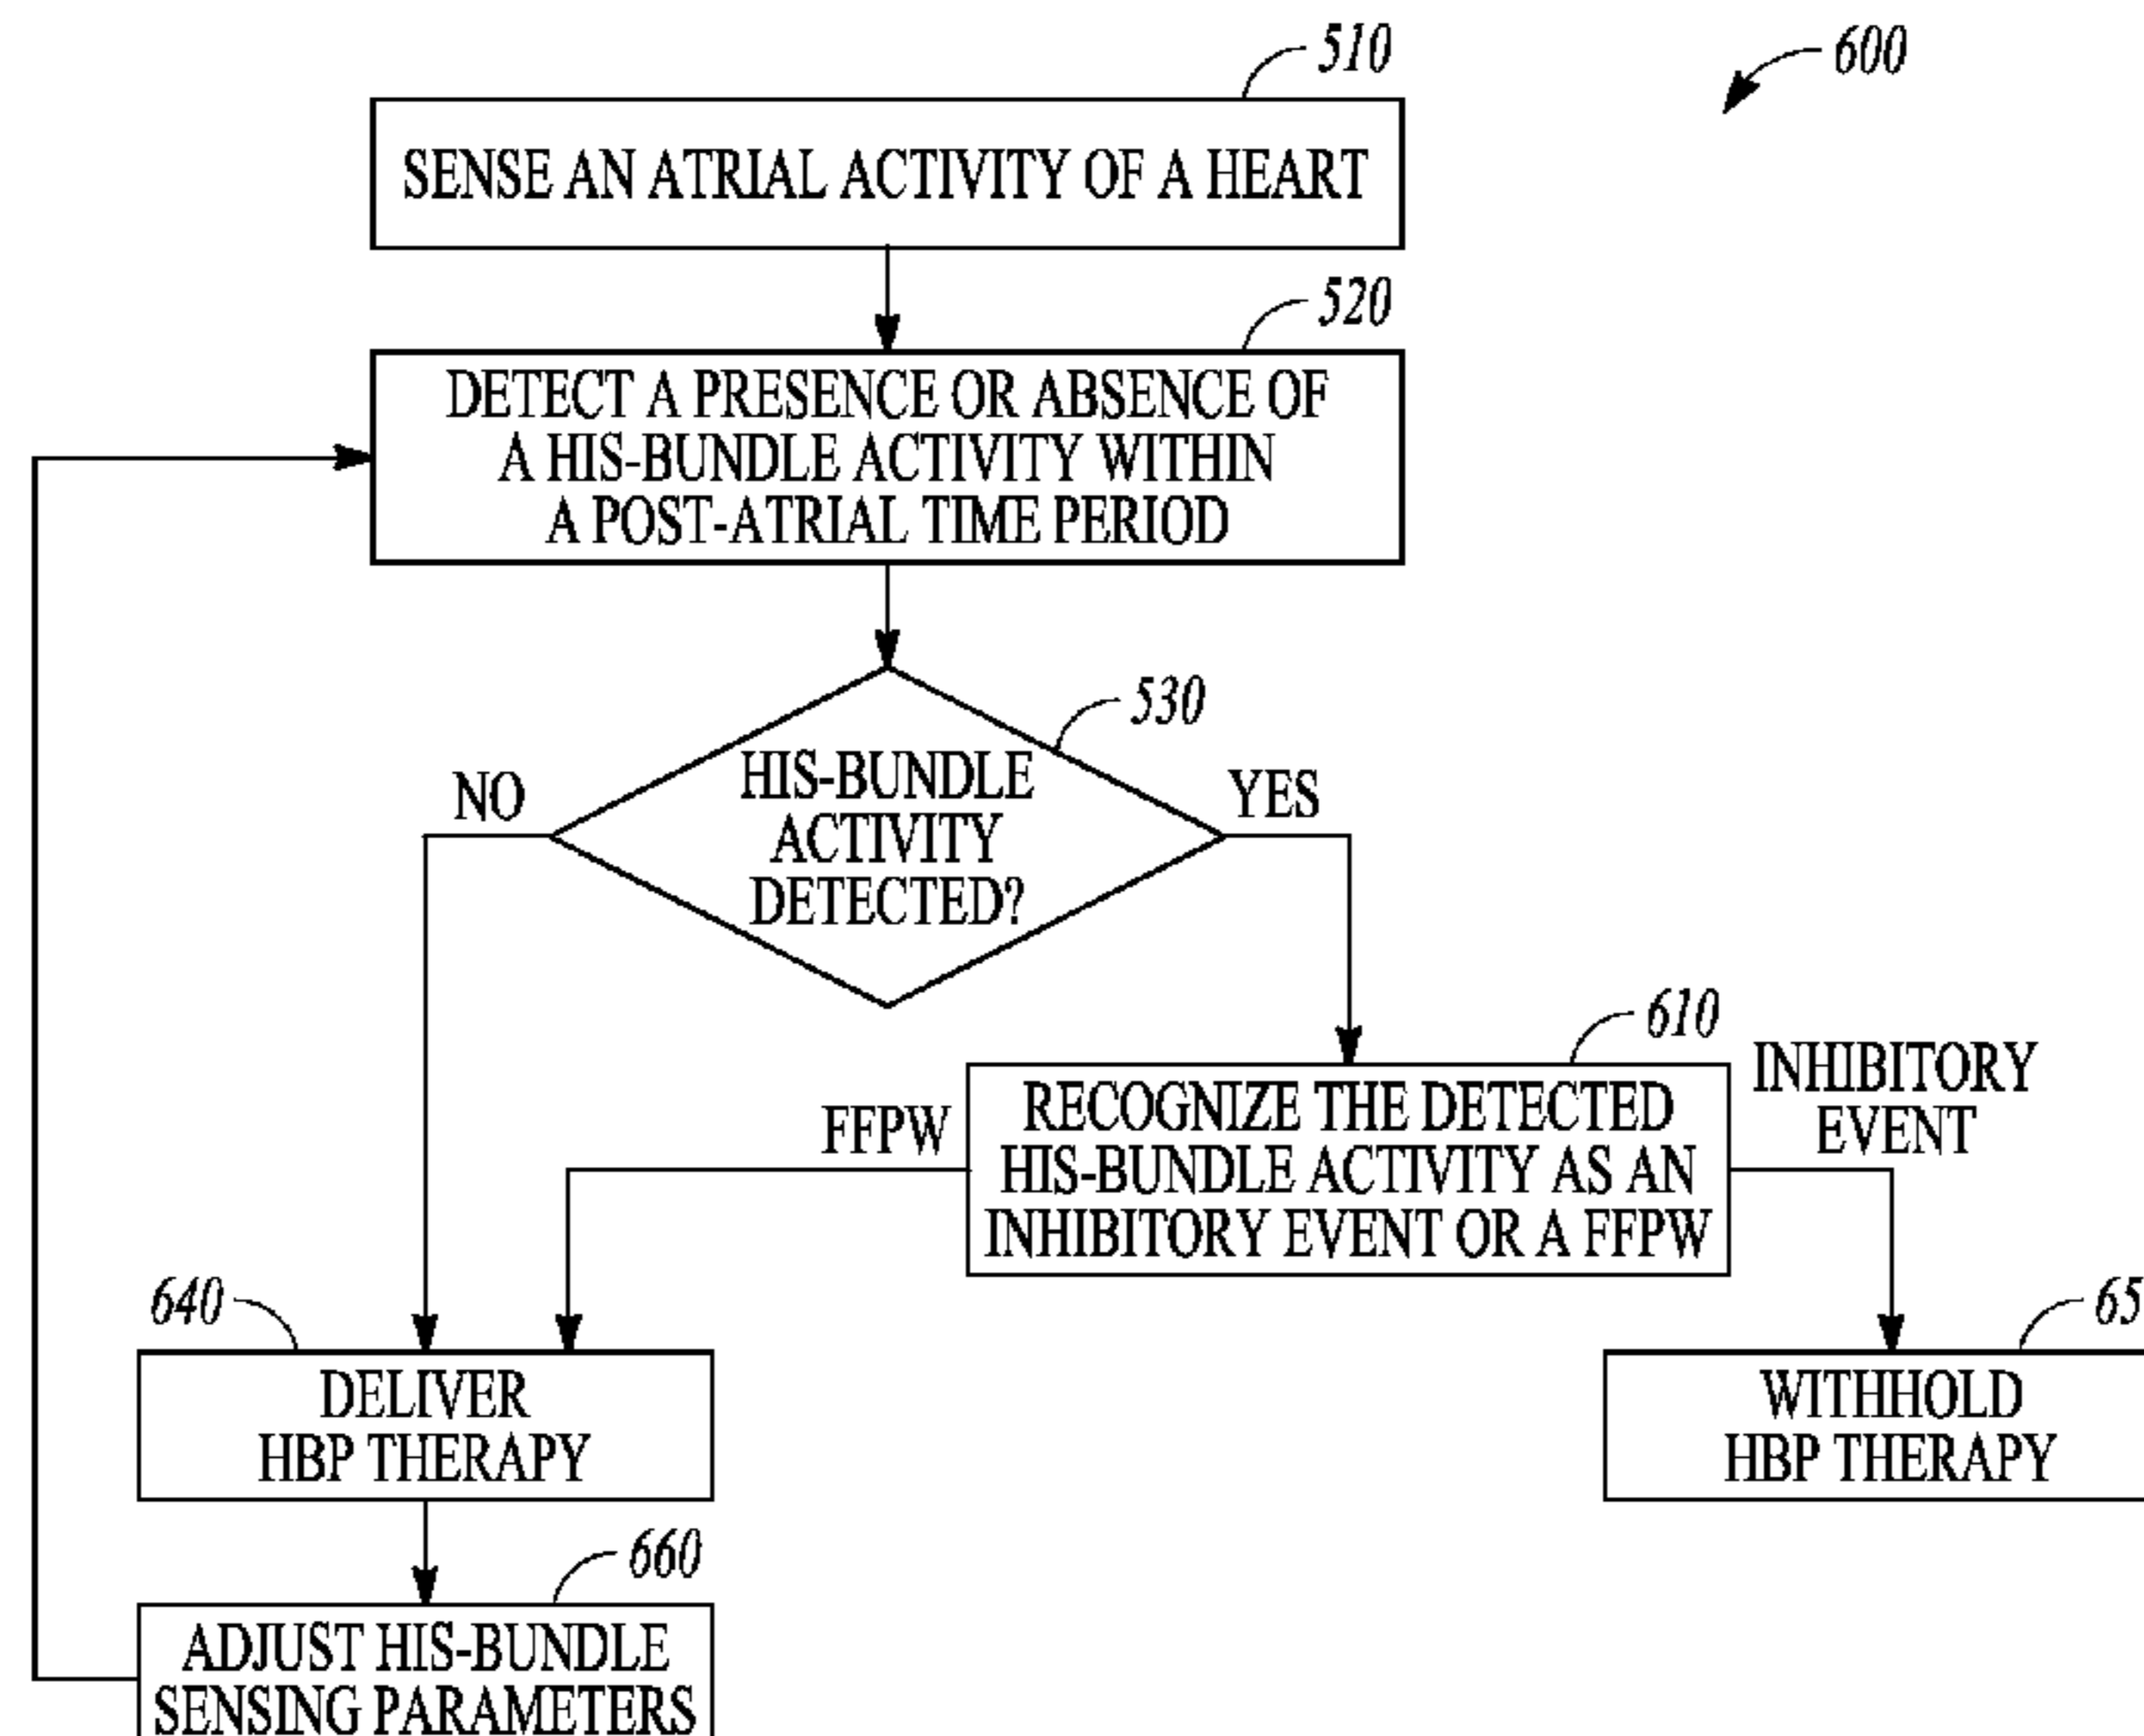 510
600
SENSE AN ATRIAL ACTIVITY OF A HEART
520
DETECT A PRESENCE OR ABSENCE OF
A HIS-BUNDLE ACTIVITY WITHIN
A POST-ATRIAL TIME PERIOD
530
NO
HIS-BUNDLE
ACTIVITY
DETECTED?
YES
610
FFPW
RECOGNIZE THE DETECTED
HIS-BUNDLE ACTIVITY AS AN
INHIBITORY EVENT OR A FFPW
INHIBITORY
EVENT
640
DELIVER
HBP THERAPY
65
WITHHOLD
HBP THERAPY
660
ADJUST HIS-BUNDLE
SENSING PARAMETERS